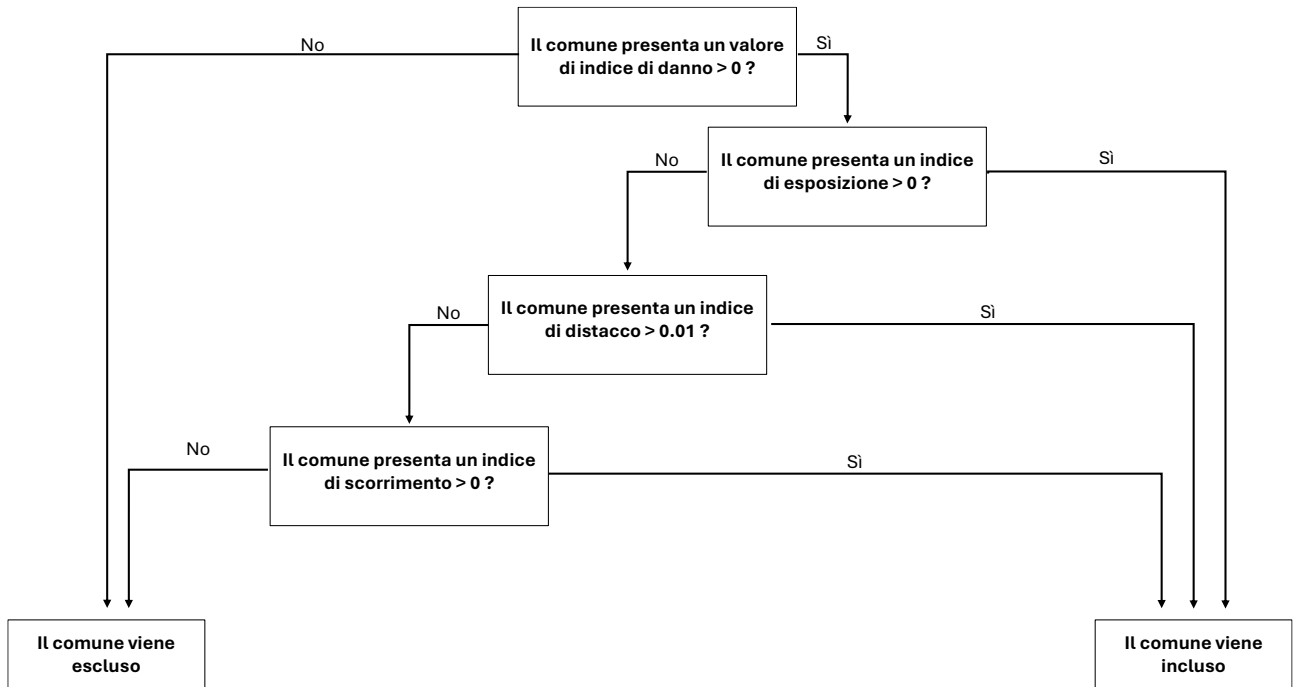 Il comune presenta un valore
di indice di danno > 0 ?
No
Sì
Il comune presenta un indice
di esposizione > 0 ?
No
Sì
Il comune presenta un indice
di distacco > 0.01 ?
No
Sì
Il comune presenta un indice
di scorrimento > 0 ?
No
Sì
Il comune viene
escluso
Il comune viene
incluso